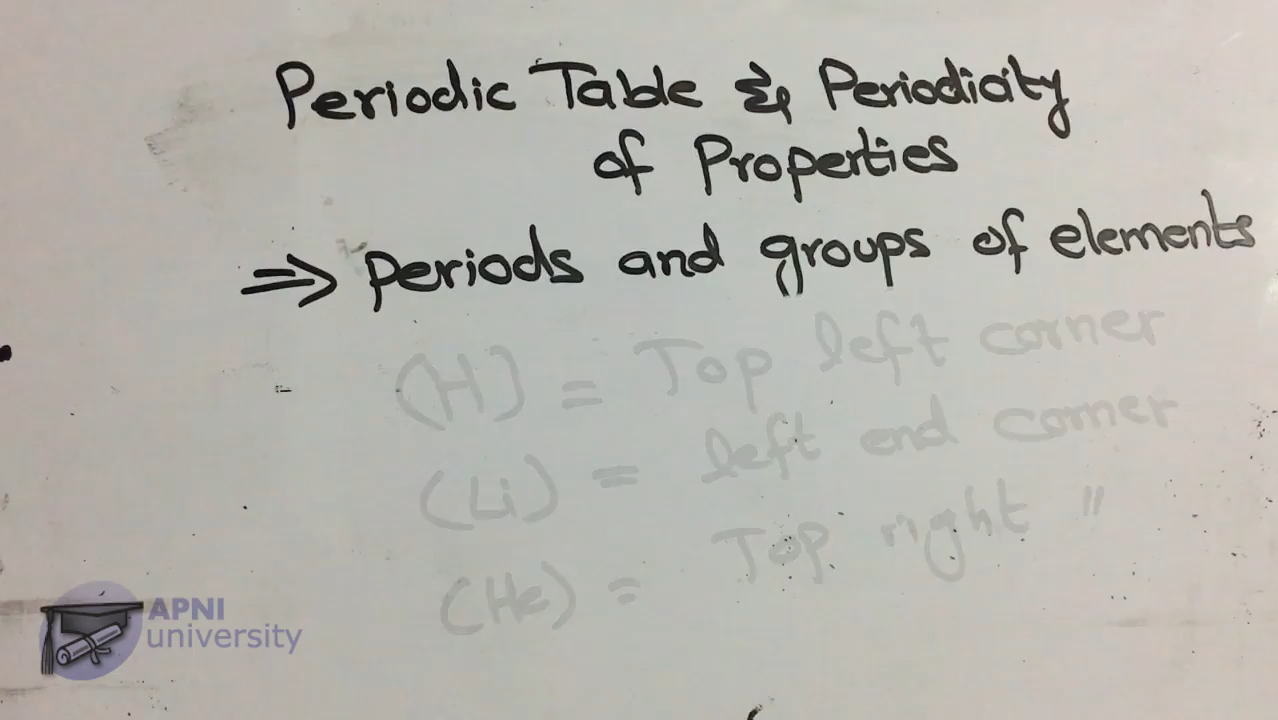 Periodic Table & Periodicity
of Properties
⇒ Periods and groups of elements
(H) = Top left corner
(Li) = left end corner
(He) = Top right "
APNI
university